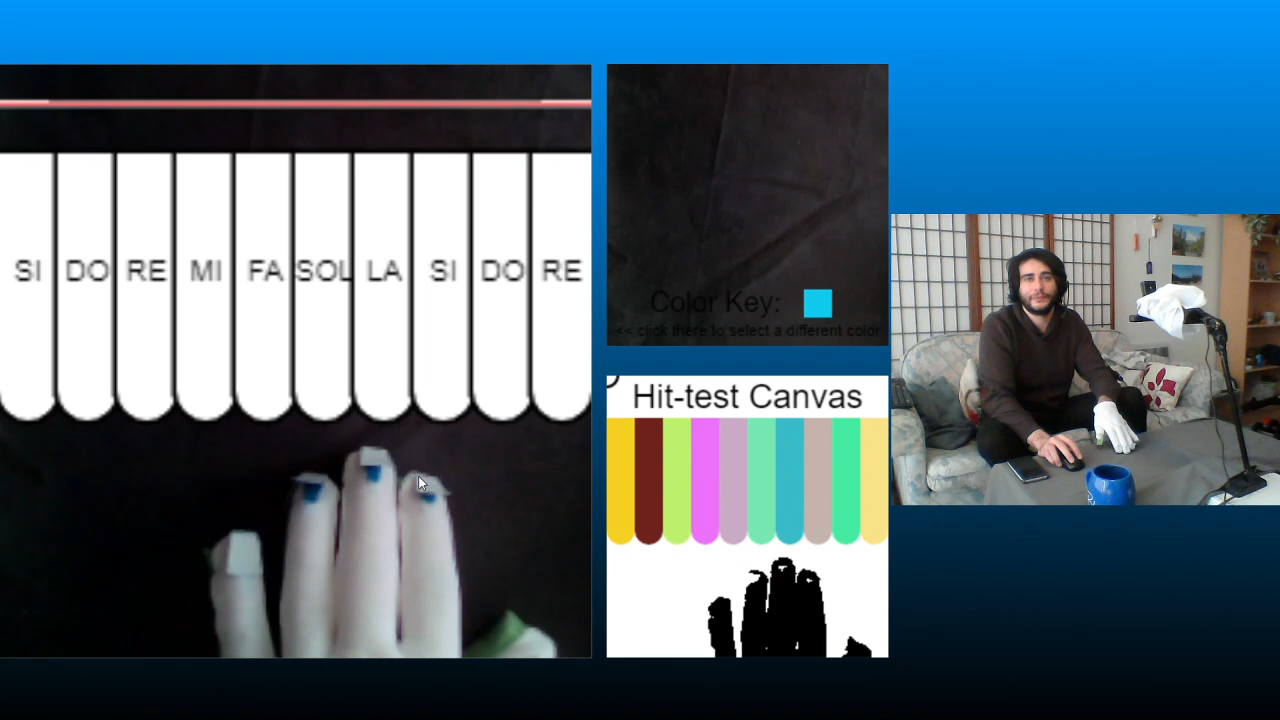 SI DO RE MI FA SOL LA SI DO RE
Color Key:
<< click there to select a different color
Hit-test Canvas